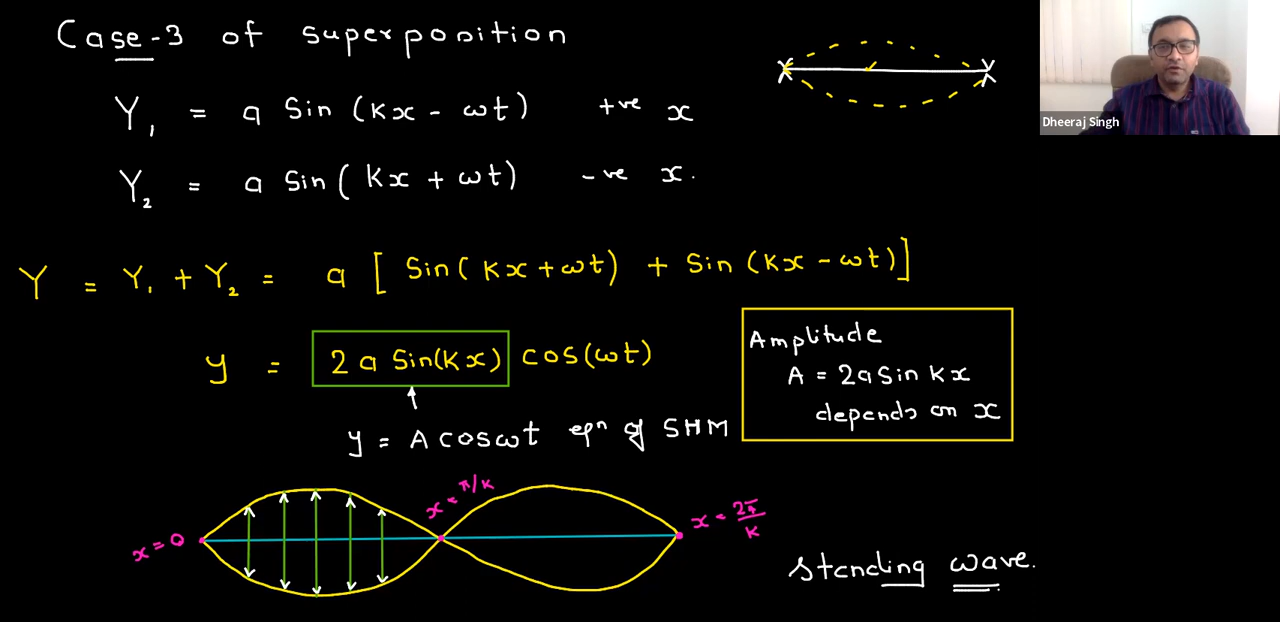 Case-3 of superposition
Dheeraj Singh
Y₁ = a Sin (Kx - ωt) +ve x
Y₂ = a Sin( Kx + ωt) -ve x.
Y = Y₁ + Y₂ = a [ Sin( Kx + ωt) + Sin (Kx - ωt)]
y = 2 a Sin(Kx) cos(ωt)
Amplitude
A = 2a Sin Kx
depends on x
y = A cos ωt eqⁿ of SHM
x = 0
x = π/K
x = 2π/K
standing wave.